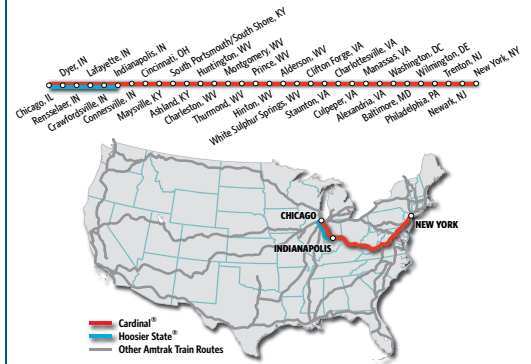 Dyer, IN
Lafayette, IN
Indianapolis, IN
Cincinnati, OH
South Portsmouth/South Shore, KY
Huntington, WV
Montgomery, WV
Prince, WV
Alderson, WV
Clifton Forge, VA
Charlottesville, VA
Manassas, VA
Washington, DC
Wilmington, DE
Trenton, NJ
New York, NY
Chicago, IL
Rensselaer, IN
Crawfordsville, IN
Connersville, IN
Maysville, KY
Ashland, KY
Charleston, WV
Thurmond, WV
Hinton, WV
White Sulphur Springs, WV
Staunton, VA
Culpeper, VA
Alexandria, VA
Baltimore, MD
Philadelphia, PA
Newark, NJ
CHICAGO
NEW YORK
INDIANAPOLIS
Cardinal®
Hoosier State®
Other Amtrak Train Routes